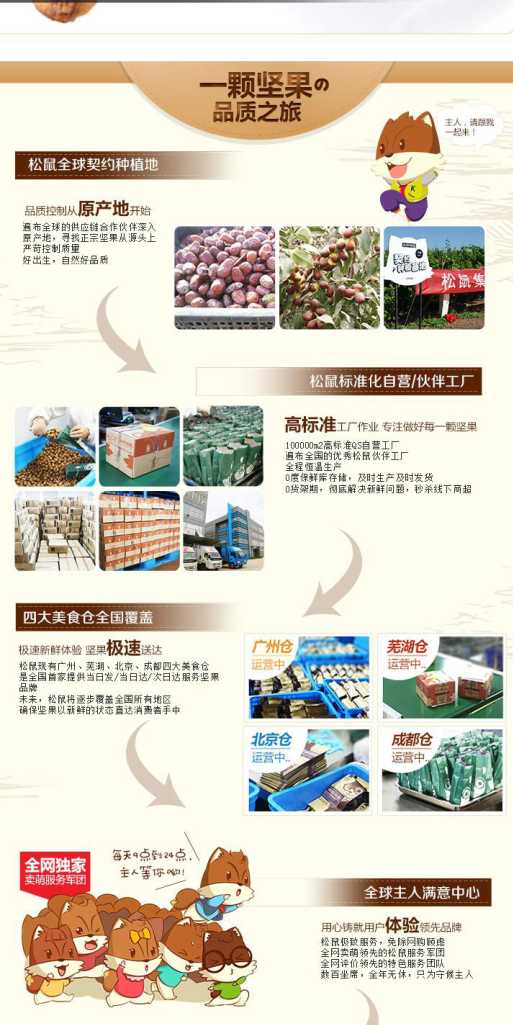 一颗坚果の
品质之旅
主人，请跟我
一起来！
松鼠全球契约种植地
品质控制从原产地开始
遍布全球的供应链合作伙伴深入
原产地，寻找正宗坚果从源头上
严苛控制质量
好出生，自然好品质
松鼠集
松鼠标准化自营/伙伴工厂
高标准工厂作业 专注做好每一颗坚果
100000m2高标准QS自营工厂
遍布全国的优秀松鼠伙伴工厂
全程恒温生产
0度保鲜库存储，及时生产及时发货
0货架期，彻底解决新鲜问题，秒杀线下商超
四大美食仓全国覆盖
极速新鲜体验 坚果极速送达
松鼠现有广州、芜湖、北京、成都四大美食仓
是全国首家提供当日发/当日达/次日达服务坚果
品牌
未来，松鼠将逐步覆盖全国所有地区
确保坚果以新鲜的状态直达消费者手中
广州仓
运营中..
芜湖仓
运营中..
北京仓
运营中..
成都仓
运营中..
全网独家
卖萌服务军团
每天9点到24点，
主人等你哟！
全球主人满意中心
用心铸就用户体验领先品牌
松鼠极致服务，免除网购顾虑
全网卖萌领先的松鼠服务军团
全网评价领先的特色服务团队
数百坐席，全年无休，只为守候主人